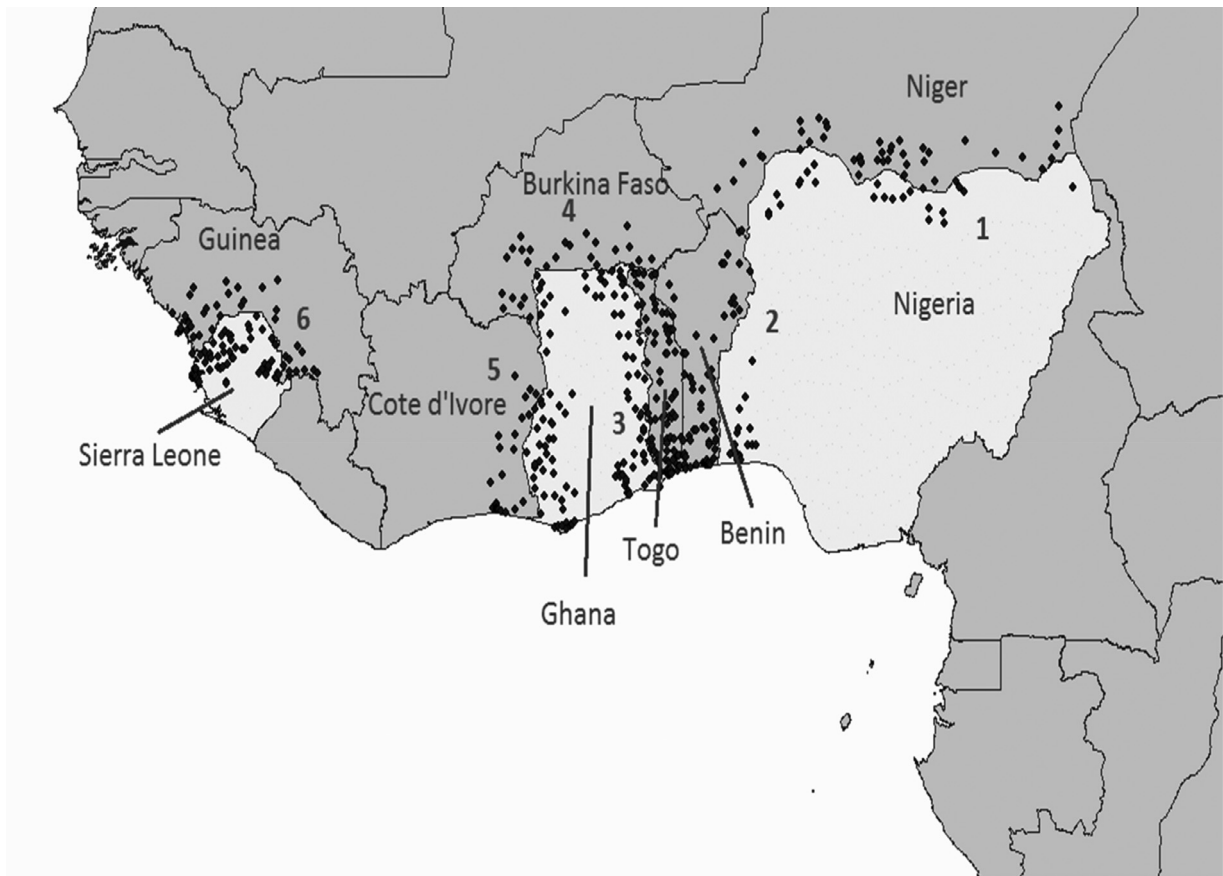 Niger
Burkina Faso
4
Guinea
1
Nigeria
6
2
5
Cote d'Ivore
3
Sierra Leone
Benin
Togo
Ghana